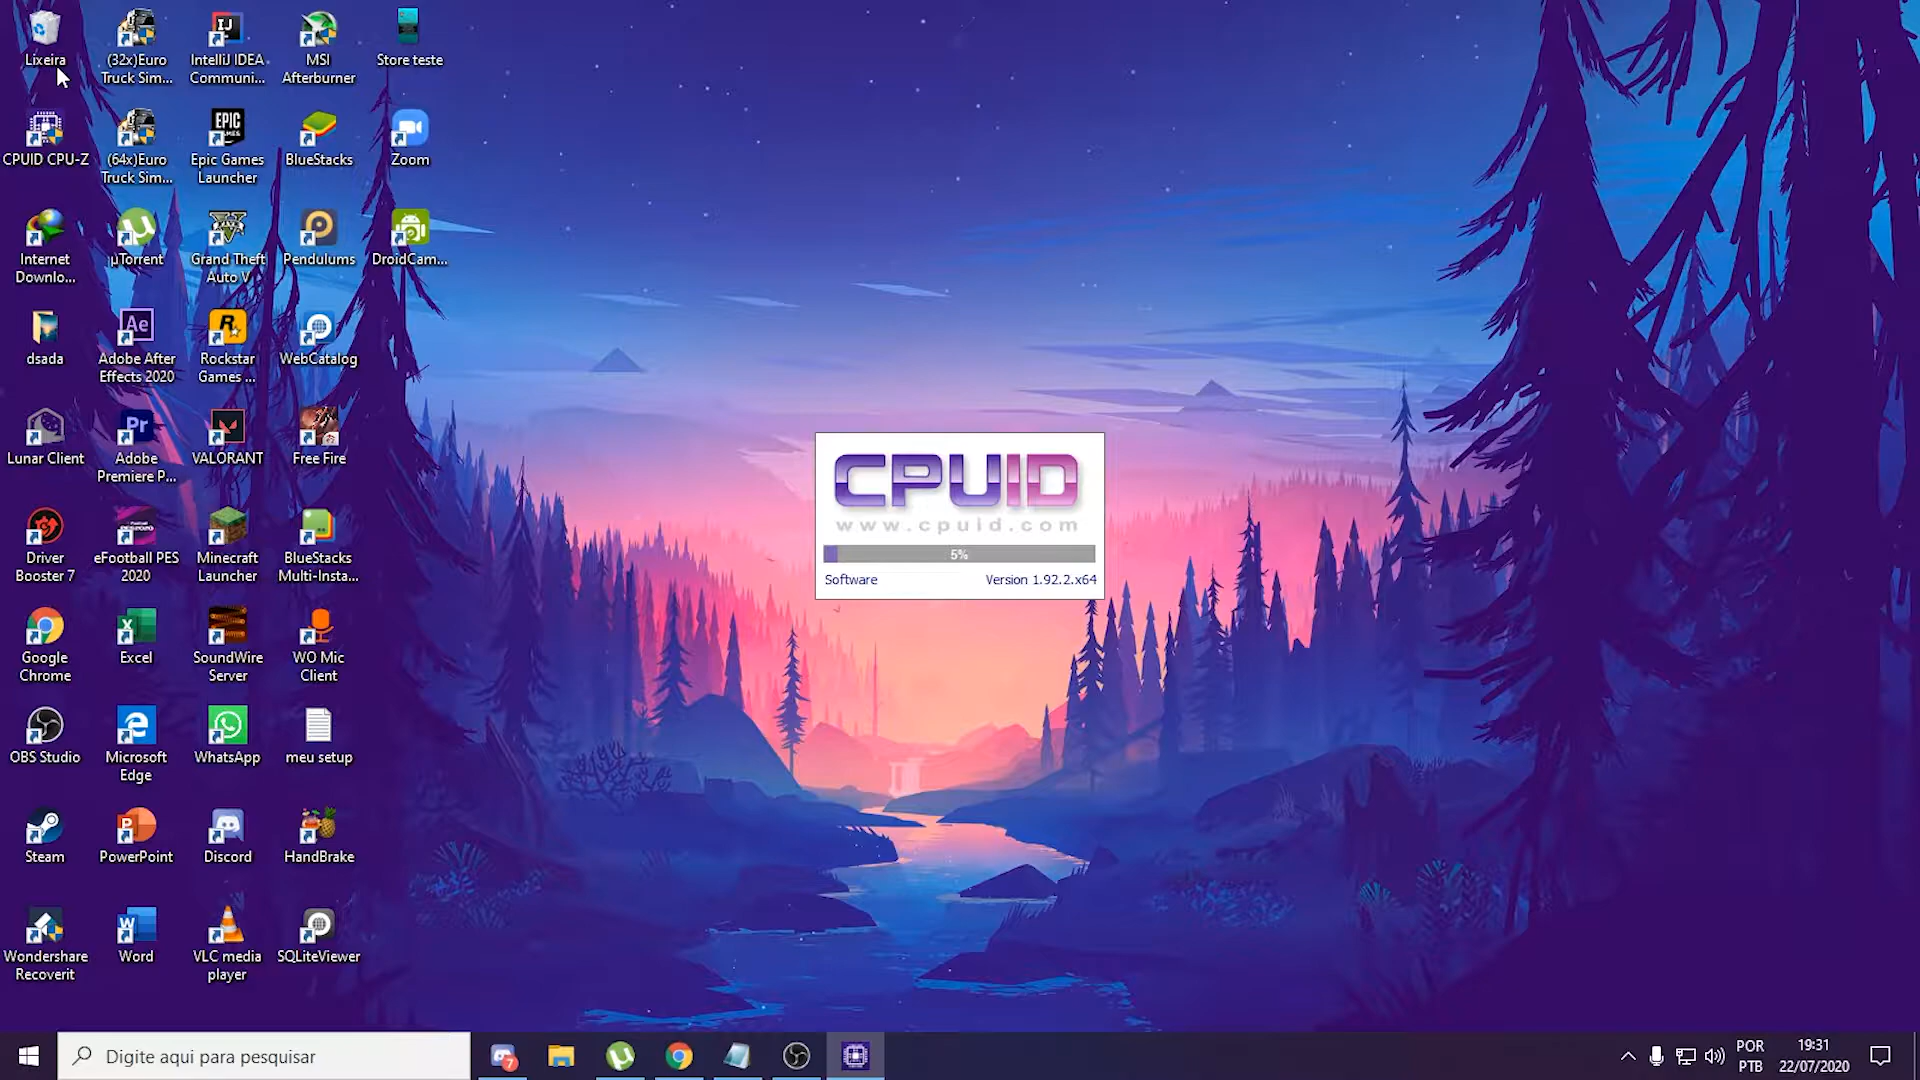 Lixeira
(32x)Euro
Truck Sim...
IntelliJ IDEA
Communi...
MSI
Afterburner
Store teste
CPUID CPU-Z
(64x)Euro
Truck Sim...
EPIC
Epic Games
Launcher
BlueStacks
Zoom
Internet
Downlo...
µTorrent
Grand Theft
Auto V
Pendulums
DroidCam...
dsada
Ae
Adobe After
Effects 2020
Rockstar
Games ...
WebCatalog
Lunar Client
Pr
Adobe
Premiere P...
VALORANT
Free Fire
CPUID
www.cpuid.com
5%
Software
Version 1.92.2.x64
Driver
Booster 7
eFootball PES
2020
Minecraft
Launcher
BlueStacks
Multi-Insta...
Google
Chrome
Excel
SoundWire
Server
WO Mic
Client
OBS Studio
Microsoft
Edge
WhatsApp
meu setup
Steam
PowerPoint
Discord
HandBrake
Wondershare
Recoverit
Word
VLC media
player
SQLiteViewer
Digite aqui para pesquisar
7
POR
PTB
19:31
22/07/2020